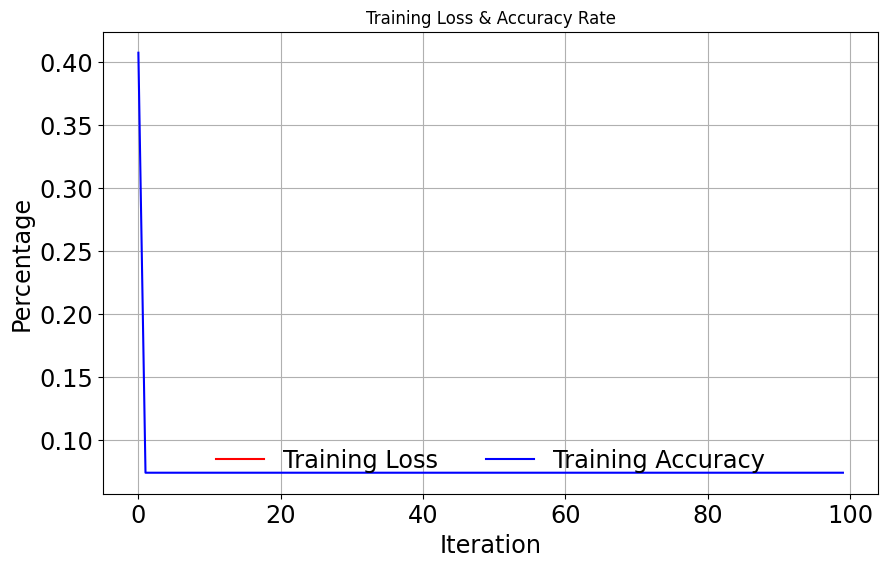 Training Loss & Accuracy Rate
0.40
0.35
0.30
0.25
0.20
0.15
0.10
Percentage
Training Loss Training Accuracy
0 20 40 60 80 100
Iteration